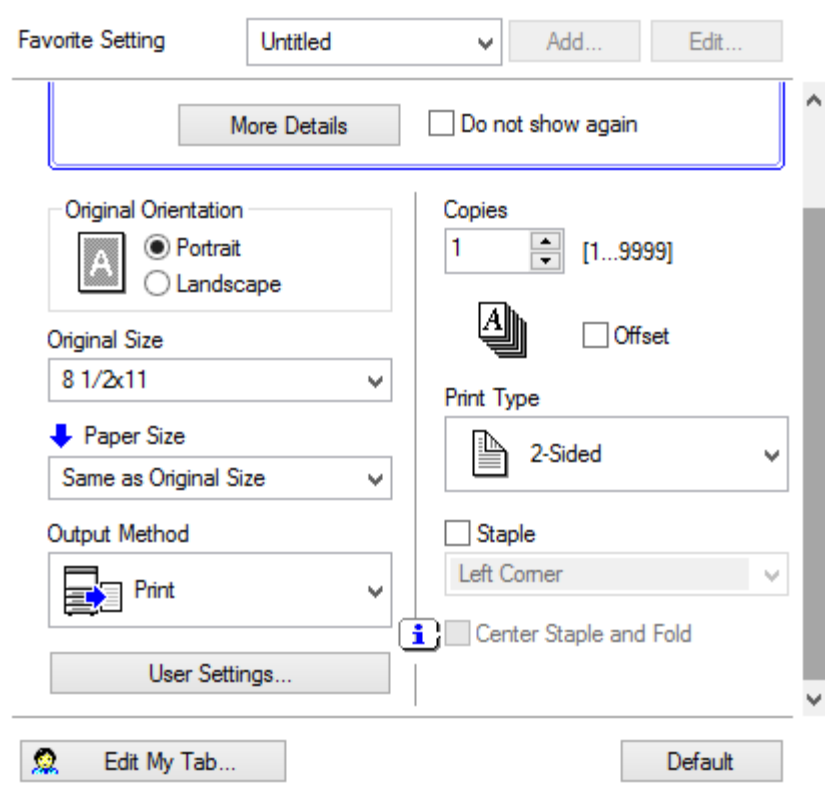 Favorite Setting
Untitled
Add...
Edit...
More Details
Do not show again
Original Orientation
A
Portrait
Landscape
Original Size
8 1/2x11
Paper Size
Same as Original Size
Output Method
Print
User Settings...
Copies
1
[1...9999]
A
Offset
Print Type
2-Sided
Staple
Left Corner
i
Center Staple and Fold
Edit My Tab...
Default